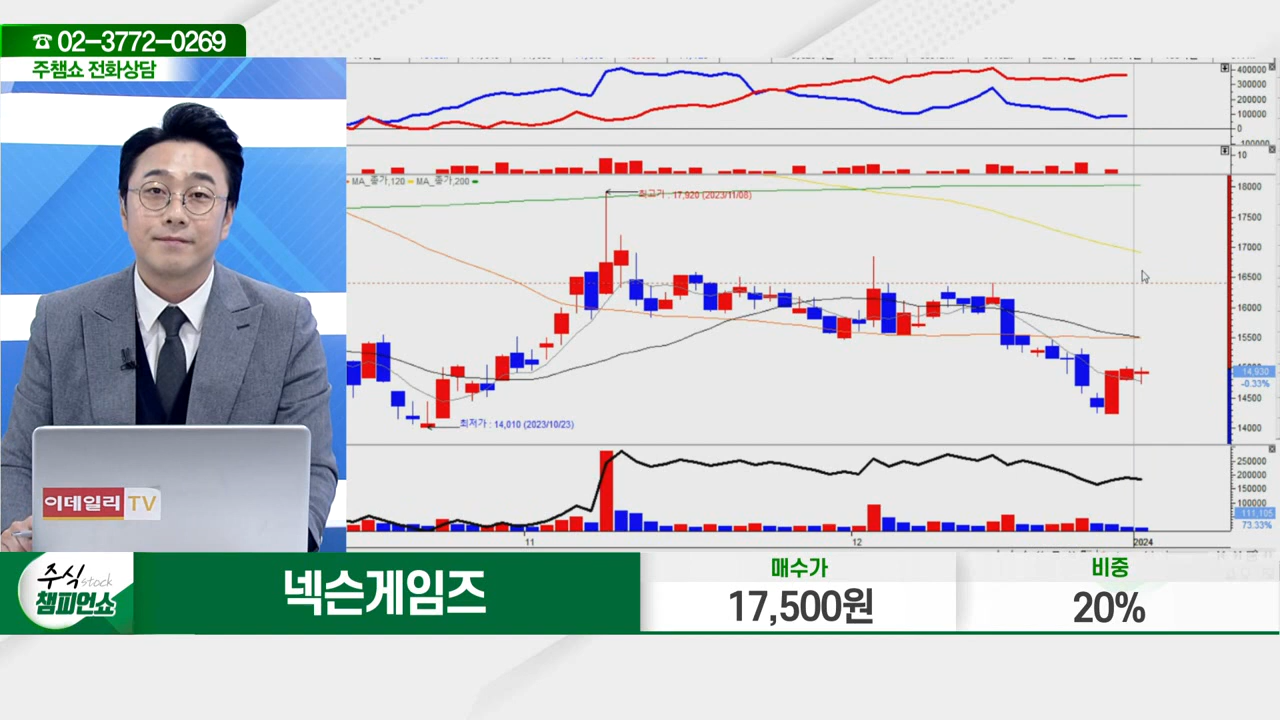 ☎ 02-3772-0269
주챔쇼 전화상담
400000
300000
200000
100000
0
-100000
10
MA_종가,120 MA_종가,200
18000
최고가 : 17,920 (2023/11/08)
17500
17000
16500
16000
15500
14,930
-0.33%
14500
최저가 : 14,010 (2023/10/23)
14000
250000
200000
150000
100000
111,105
73.33%
이데일리 TV
11
12
2024
주식 stock
챔피언쇼
넥슨게임즈
매수가
17,500원
비중
20%